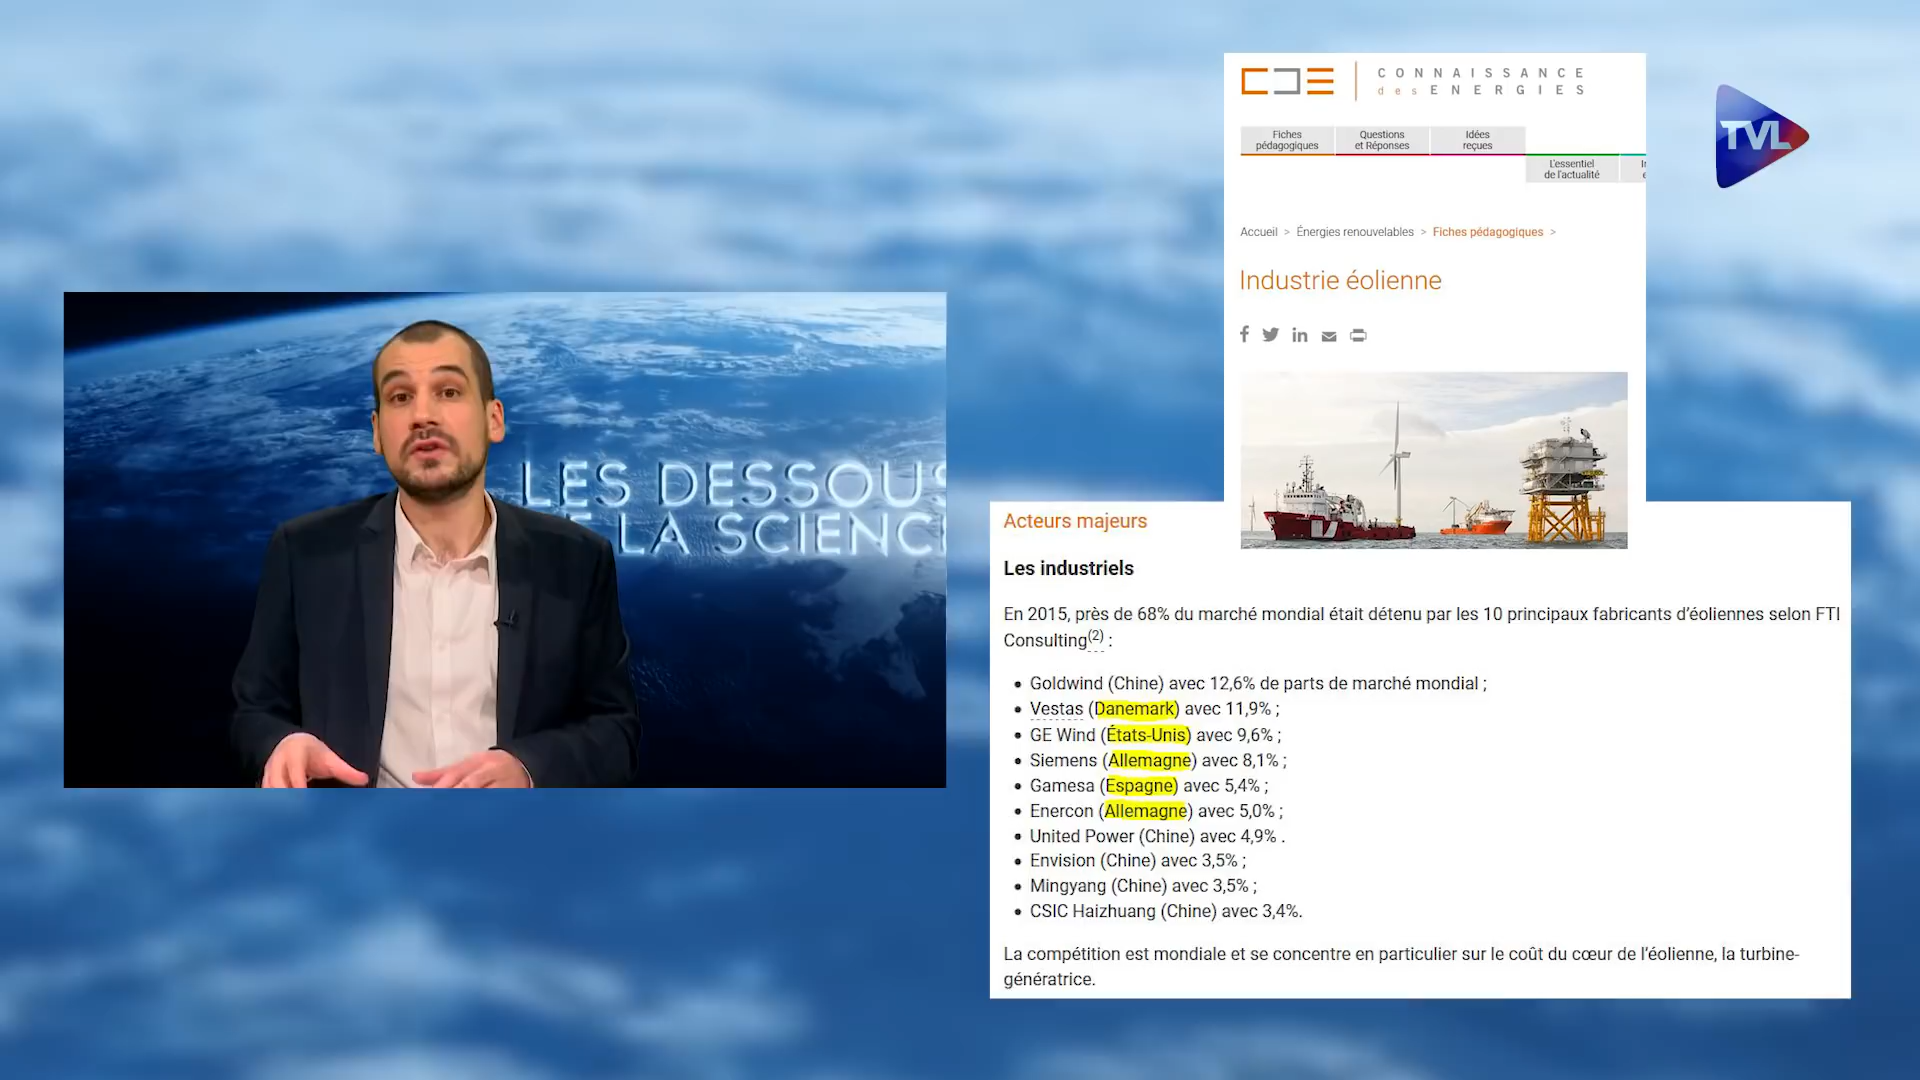 CONNAISSANCE
des ENERGIES
TVL
Fiches
pédagogiques
Questions
et Réponses
Idées
reçues
L'essentiel
de l'actualité
Accueil > Énergies renouvelables > Fiches pédagogiques >
Industrie éolienne
LES DESSOUS
LA SCIENC
Acteurs majeurs
Les industriels
En 2015, près de 68% du marché mondial était détenu par les 10 principaux fabricants d'éoliennes selon FTI
Consulting(2) :
• Goldwind (Chine) avec 12,6% de parts de marché mondial ;
• Vestas (Danemark) avec 11,9% ;
• GE Wind (États-Unis) avec 9,6% ;
• Siemens (Allemagne) avec 8,1% ;
• Gamesa (Espagne) avec 5,4% ;
• Enercon (Allemagne) avec 5,0% ;
• United Power (Chine) avec 4,9% .
• Envision (Chine) avec 3,5% ;
• Mingyang (Chine) avec 3,5% ;
• CSIC Haizhuang (Chine) avec 3,4%.
La compétition est mondiale et se concentre en particulier sur le coût du cœur de l'éolienne, la turbine-
génératrice.